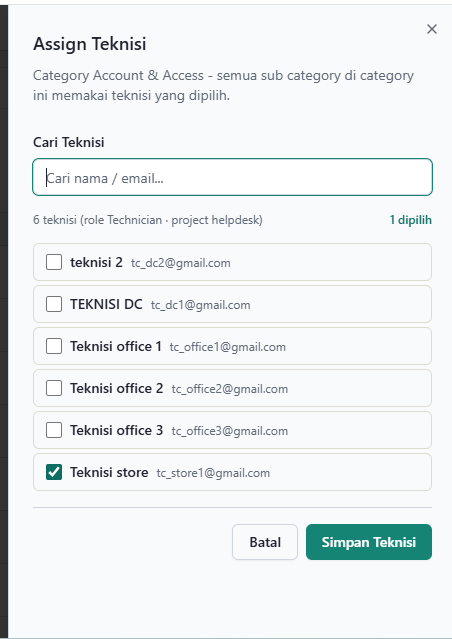 Assign Teknisi
Category Account & Access - semua sub category di category
ini memakai teknisi yang dipilih.
Cari Teknisi
Cari nama / email...
6 teknisi (role Technician · project helpdesk) 1 dipilih
teknisi 2 tc_dc2@gmail.com
TEKNISI DC tc_dc1@gmail.com
Teknisi office 1 tc_office1@gmail.com
Teknisi office 2 tc_office2@gmail.com
Teknisi office 3 tc_office3@gmail.com
Teknisi store tc_store1@gmail.com
Batal Simpan Teknisi